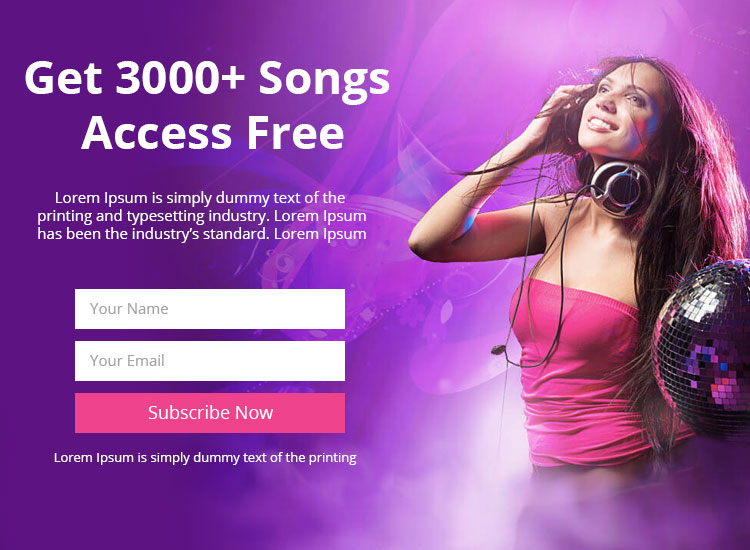 Get 3000+ Songs
Access Free
Lorem Ipsum is simply dummy text of the
printing and typesetting industry. Lorem Ipsum
has been the industry’s standard. Lorem Ipsum
Your Name
Your Email
Subscribe Now
Lorem Ipsum is simply dummy text of the printing